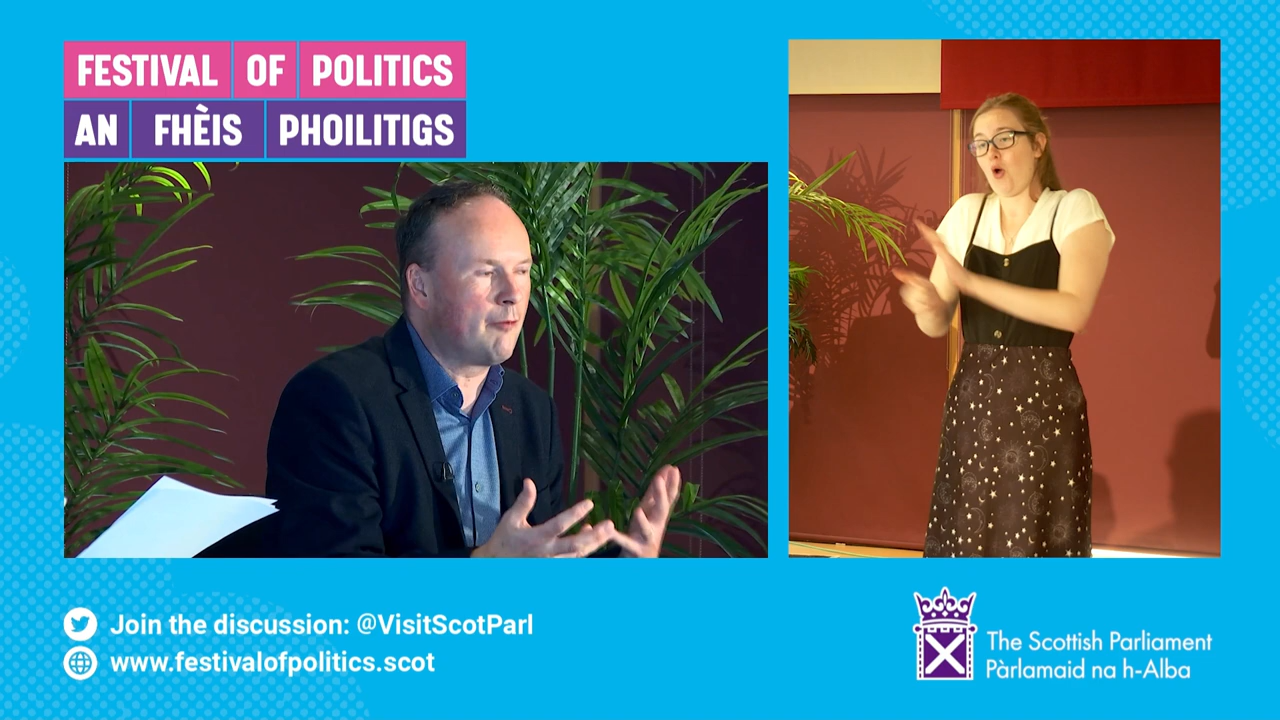 FESTIVAL OF POLITICS
AN FHÈIS PHOILITIGS
Join the discussion: @VisitScotParl
www.festivalofpolitics.scot
The Scottish Parliament
Pàrlamaid na h-Alba